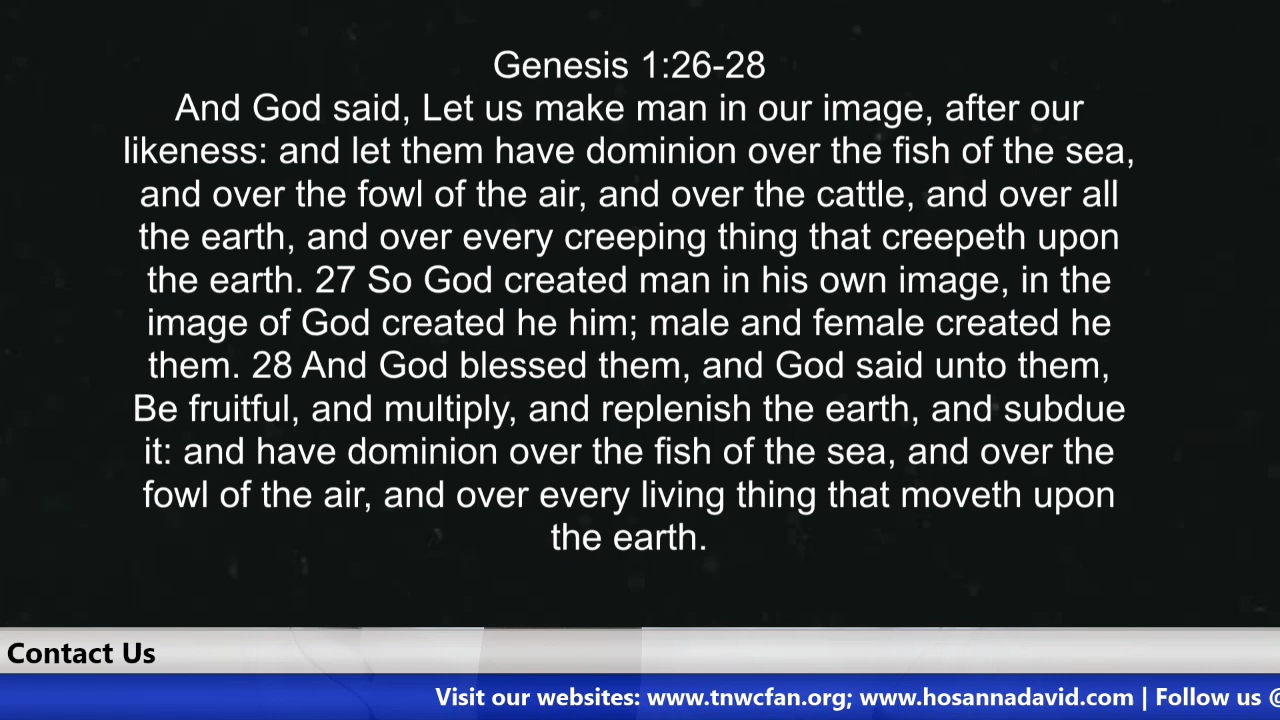 Genesis 1:26-28
And God said, Let us make man in our image, after our
likeness: and let them have dominion over the fish of the sea,
and over the fowl of the air, and over the cattle, and over all
the earth, and over every creeping thing that creepeth upon
the earth. 27 So God created man in his own image, in the
image of God created he him; male and female created he
them. 28 And God blessed them, and God said unto them,
Be fruitful, and multiply, and replenish the earth, and subdue
it: and have dominion over the fish of the sea, and over the
fowl of the air, and over every living thing that moveth upon
the earth.
Contact Us
Visit our websites: www.tnwcfan.org; www.hosannadavid.com | Follow us @